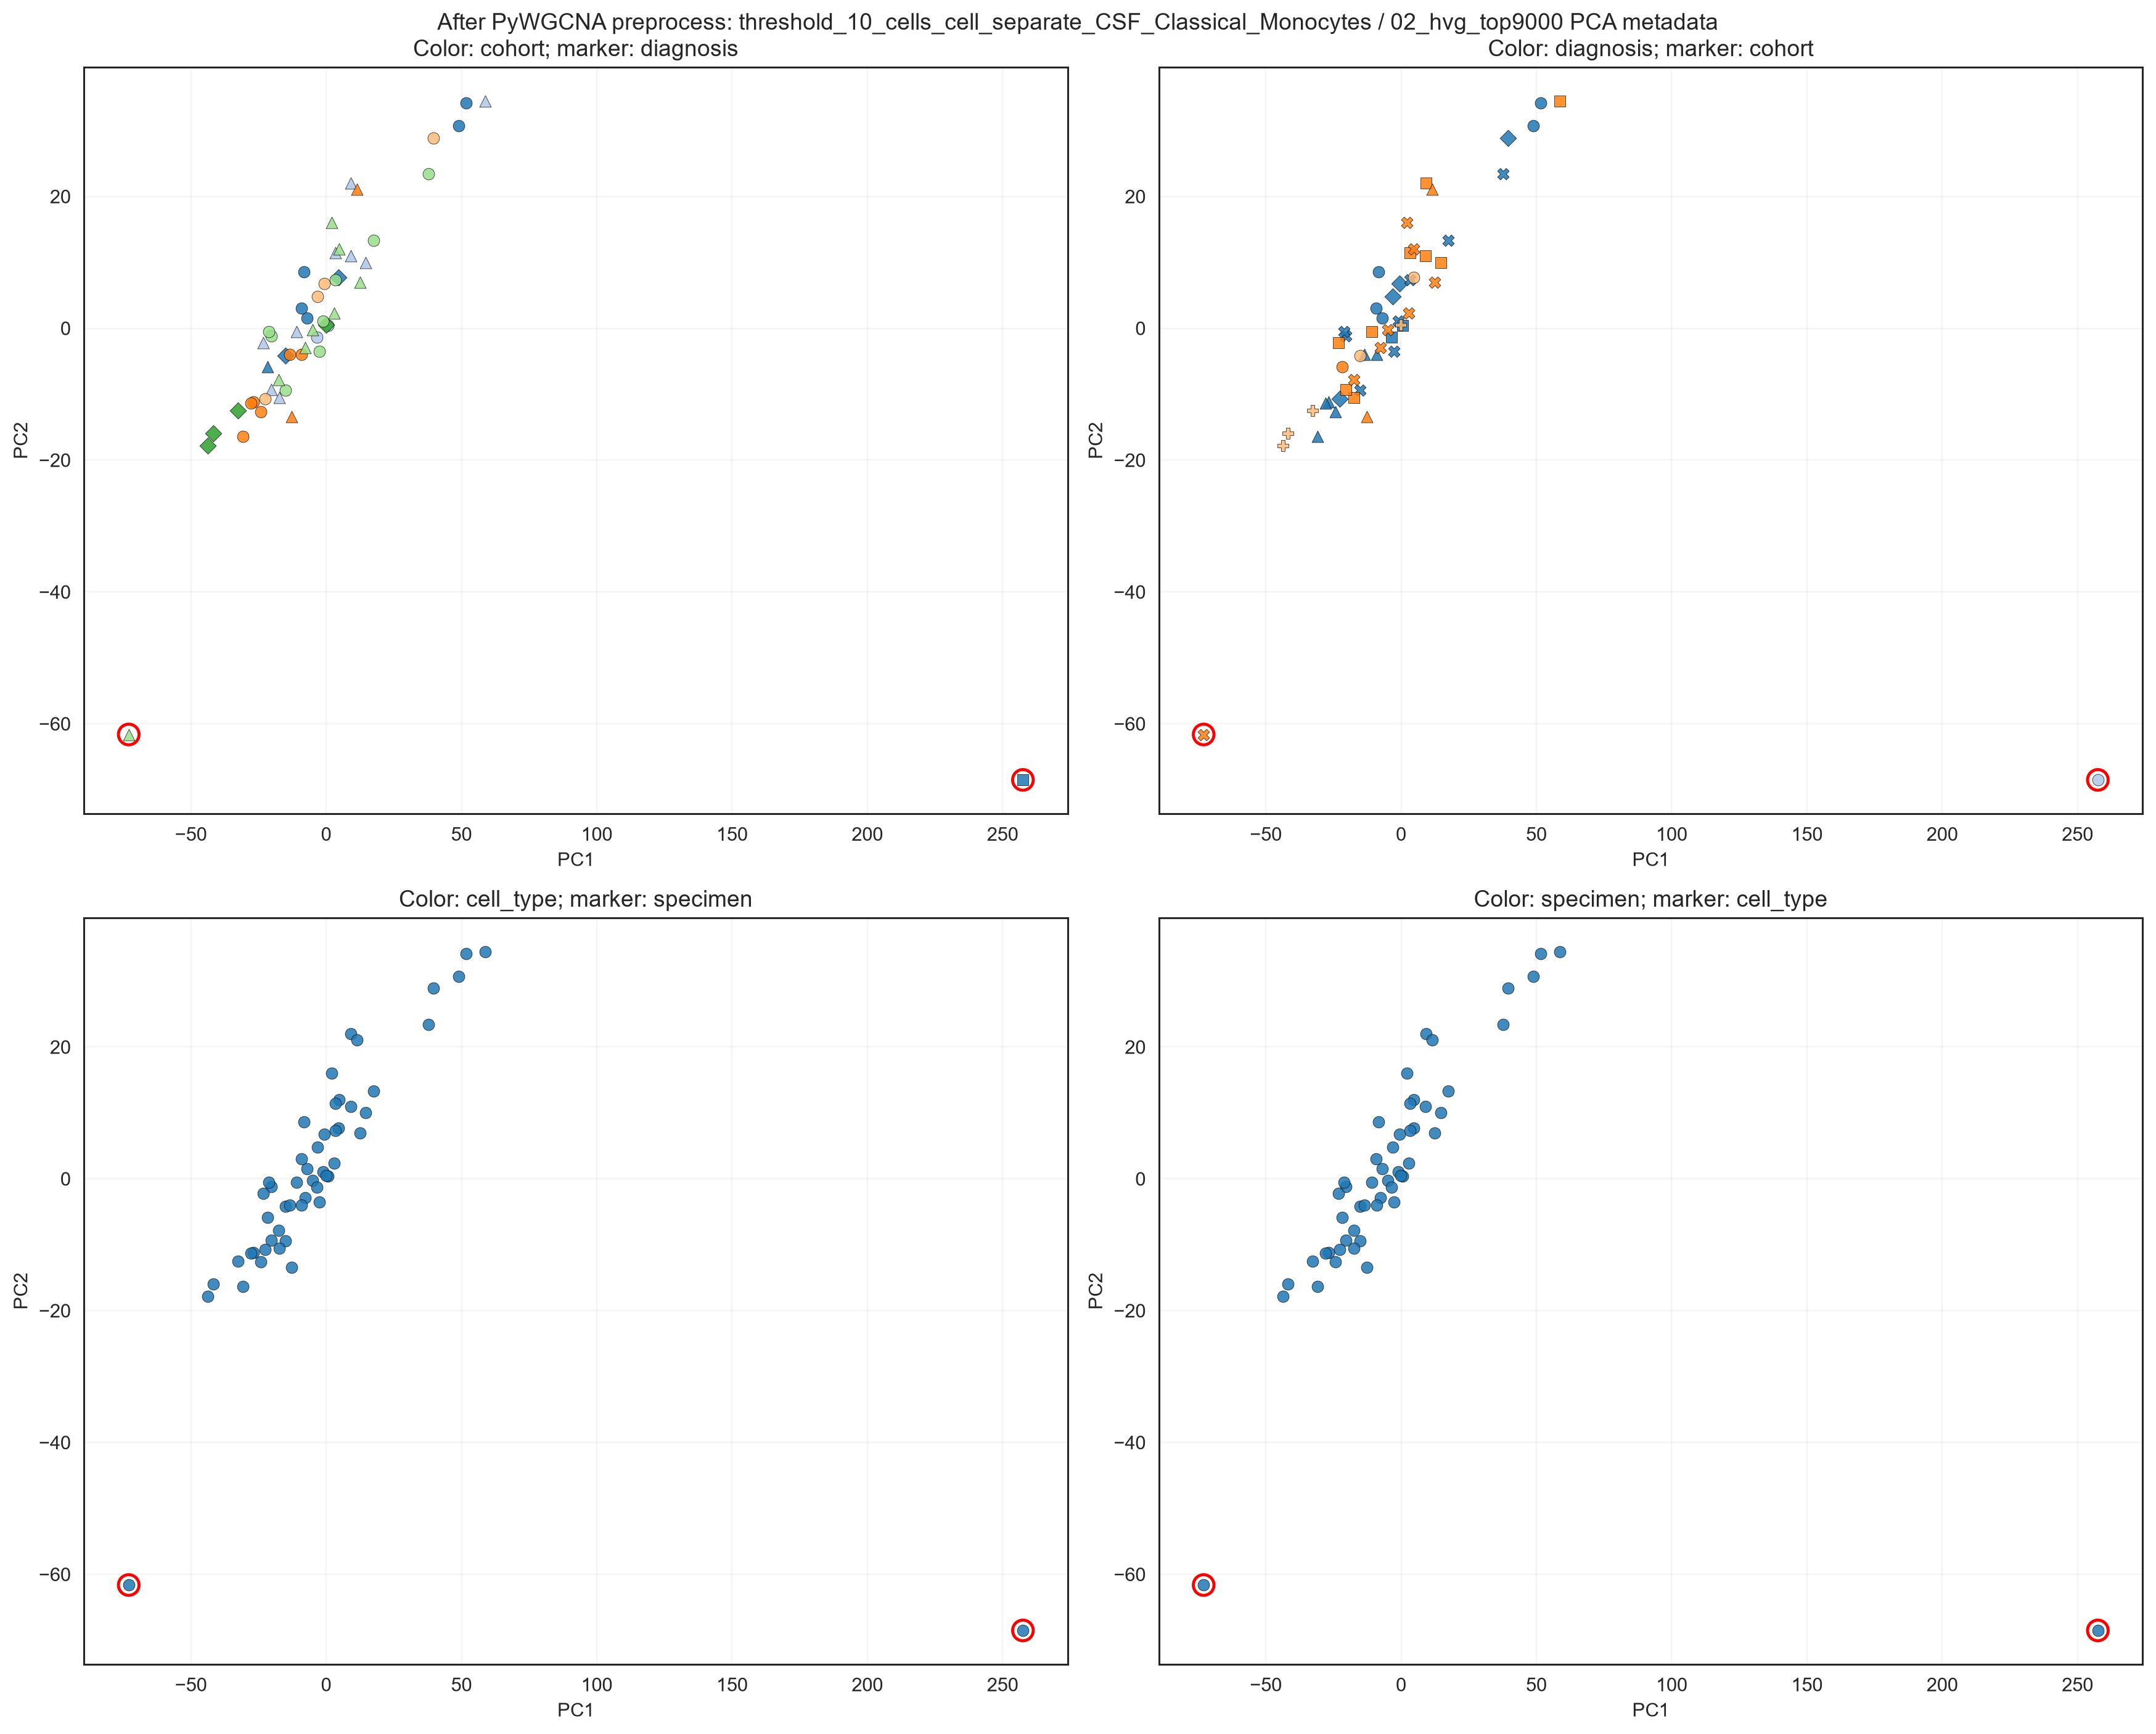 After PyWGCNA preprocess: threshold_10_cells_cell_separate_CSF_Classical_Monocytes / 02_hvg_top9000 PCA metadata
Color: cohort; marker: diagnosis
20
0
−20
−40
−60
PC2
−50 0 50 100 150 200 250
PC1
Color: diagnosis; marker: cohort
20
0
−20
−40
−60
PC2
−50 0 50 100 150 200 250
PC1
Color: cell_type; marker: specimen
20
0
−20
−40
−60
PC2
−50 0 50 100 150 200 250
PC1
Color: specimen; marker: cell_type
20
0
−20
−40
−60
PC2
−50 0 50 100 150 200 250
PC1